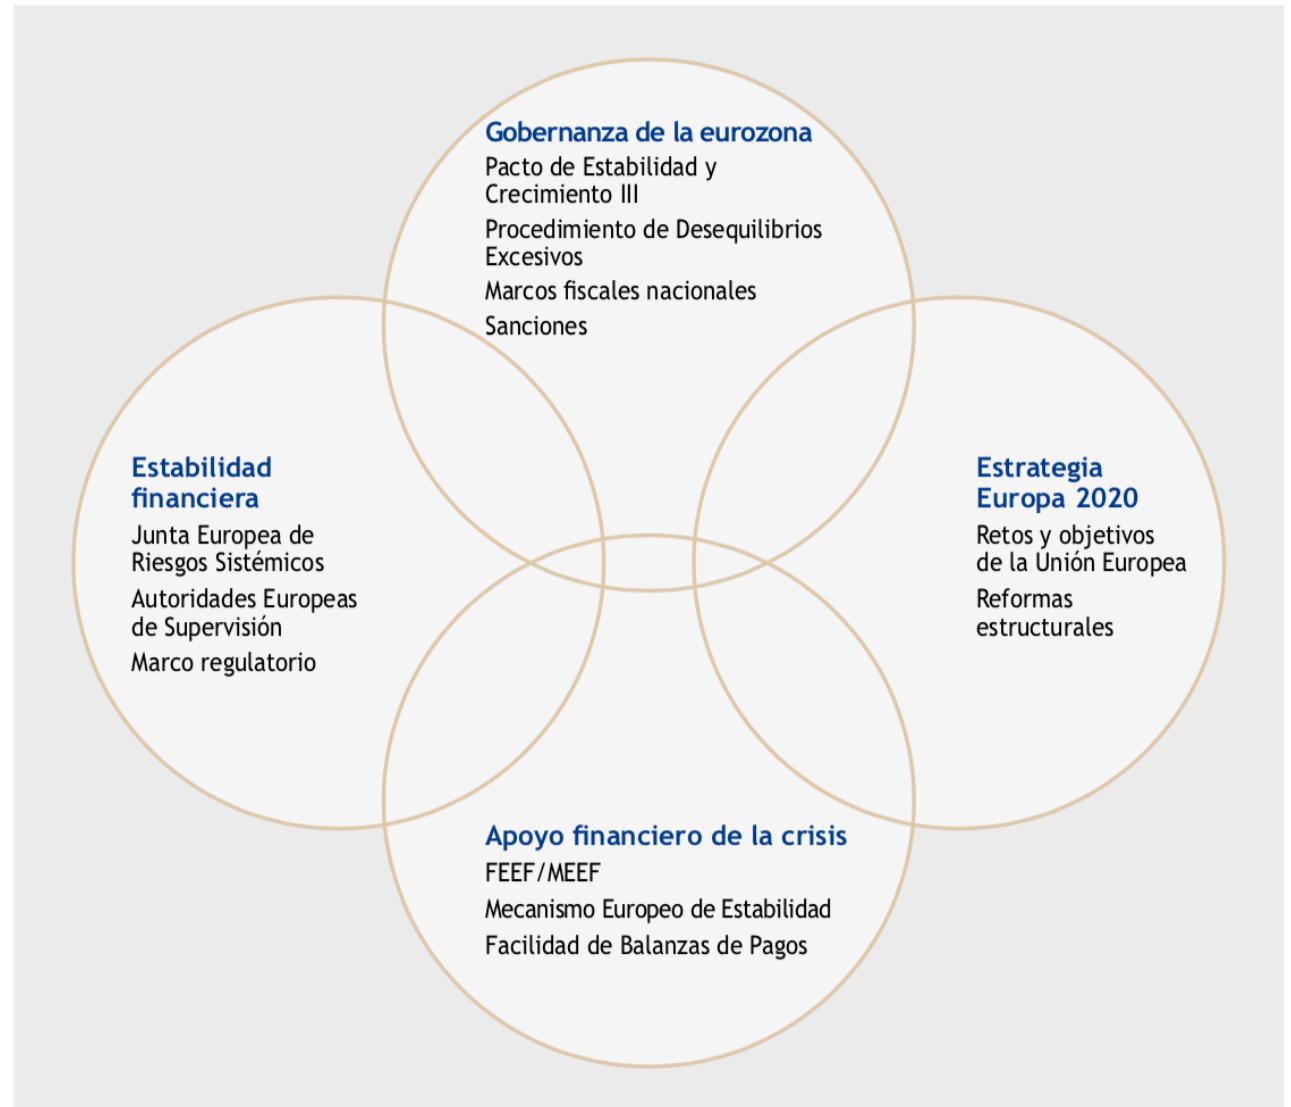 Gobernanza de la eurozona
Pacto de Estabilidad y
Crecimiento III
Procedimiento de Desequilibrios
Excesivos
Marcos fiscales nacionales
Sanciones
Estabilidad
financiera
Junta Europea de
Riesgos Sistémicos
Autoridades Europeas
de Supervisión
Marco regulatorio
Estrategia
Europa 2020
Retos y objetivos
de la Unión Europea
Reformas
estructurales
Apoyo financiero de la crisis
FEEF/MEEF
Mecanismo Europeo de Estabilidad
Facilidad de Balanzas de Pagos